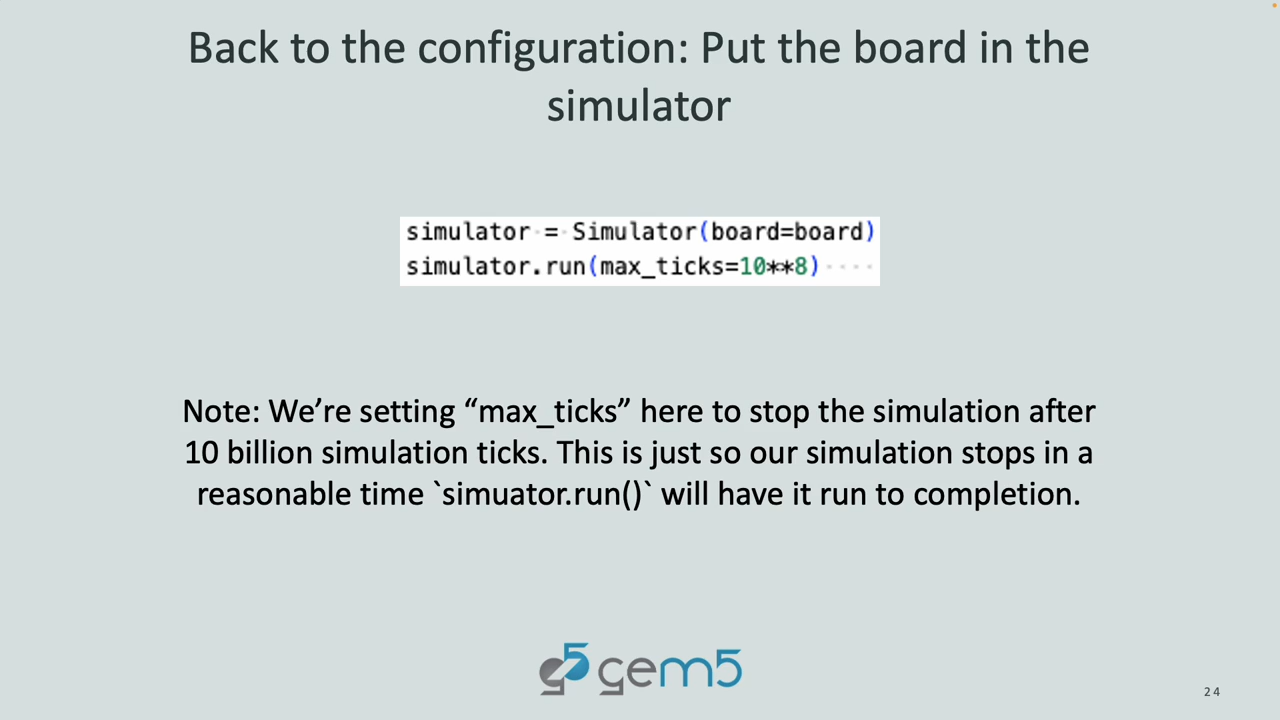 Back to the configuration: Put the board in the
simulator
simulator = Simulator(board=board)
simulator.run(max_ticks=10**8)
Note: We’re setting “max_ticks” here to stop the simulation after
10 billion simulation ticks. This is just so our simulation stops in a
reasonable time `simuator.run()` will have it run to completion.
g5 gem5
24